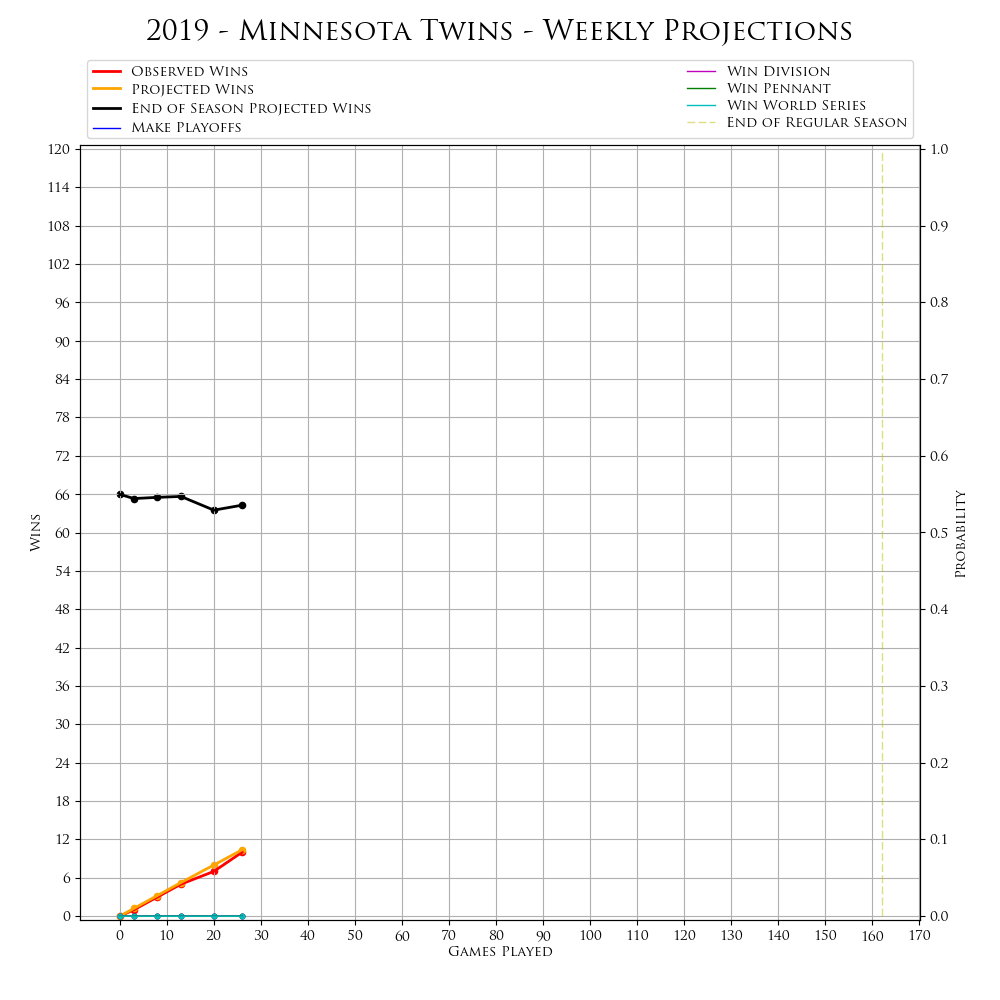 2019 - Minnesota Twins - Weekly Projections
Observed Wins
Projected Wins
End of Season Projected Wins
Make Playoffs
Win Division
Win Pennant
Win World Series
End of Regular Season
120
114
108
102
96
90
84
78
72
66
60
54
48
42
36
30
24
18
12
6
0
Wins
1.0
0.9
0.8
0.7
0.6
0.5
0.4
0.3
0.2
0.1
0.0
Probability
0 10 20 30 40 50 60 70 80 90 100 110 120 130 140 150 160 170
Games Played